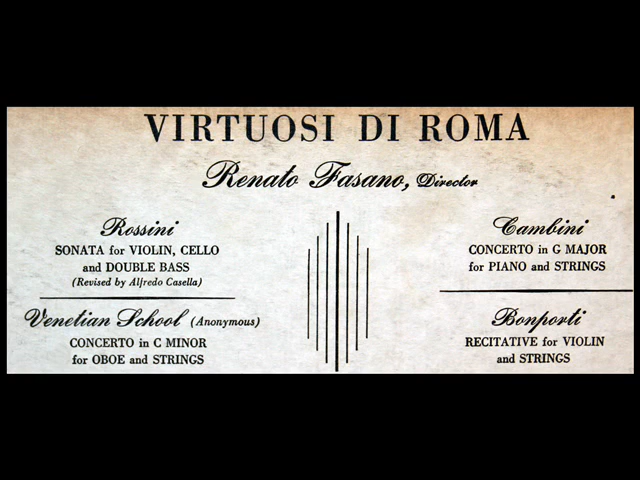 VIRTUOSI DI ROMA
Renato Fasano, Director
Rossini
SONATA for VIOLIN, CELLO
and DOUBLE BASS
(Revised by Alfredo Casella)
Venetian School (Anonymous)
CONCERTO in C MINOR
for OBOE and STRINGS
Cambini
CONCERTO in G MAJOR
for PIANO and STRINGS
Bonporti
RECITATIVE for VIOLIN
and STRINGS